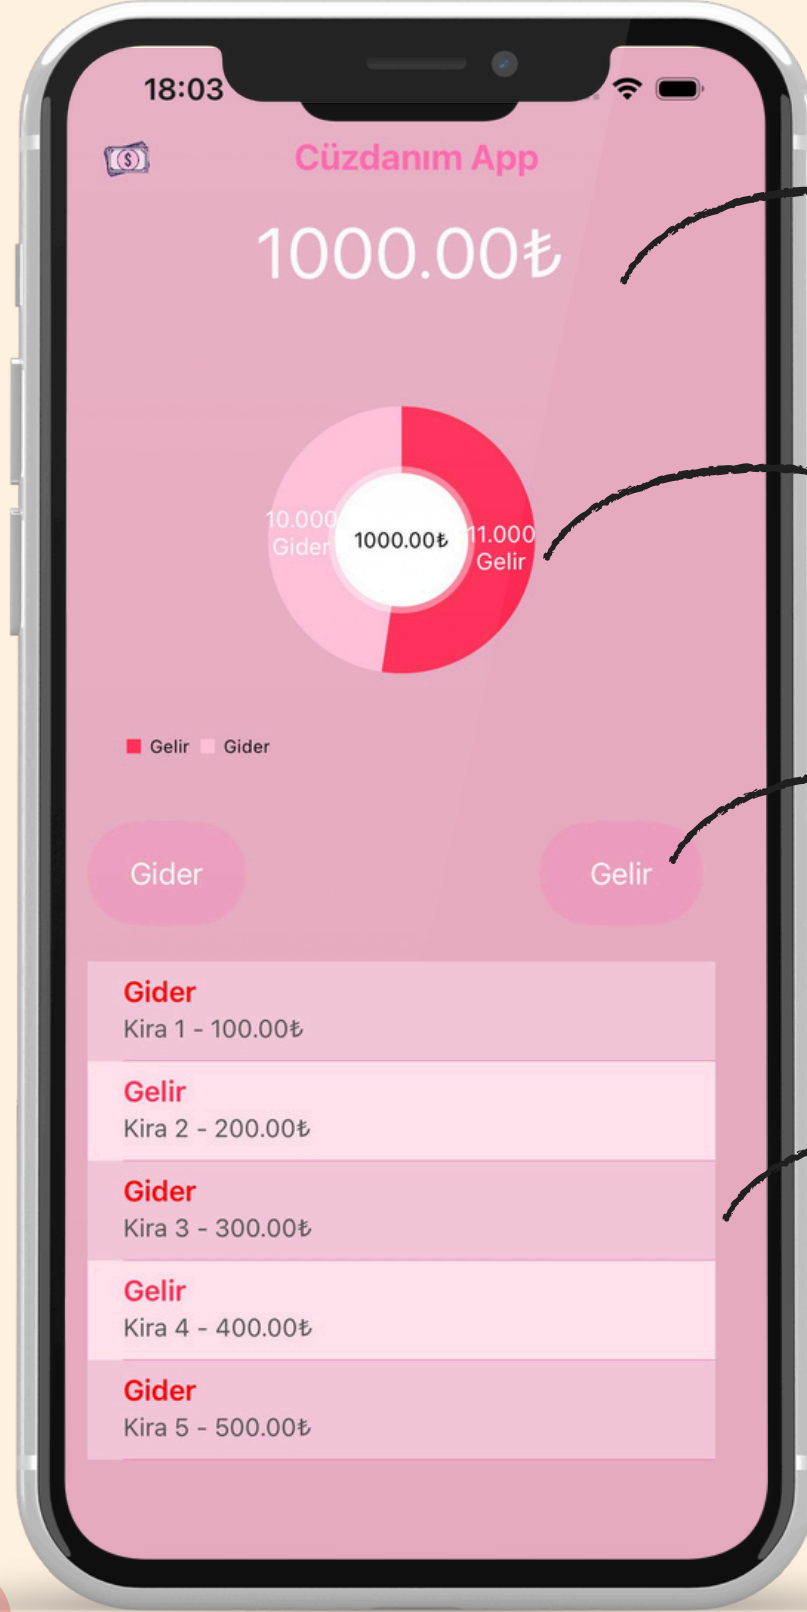 18:03
Cüzdanım App
1000.00₺
10.000
Gider
1000.00₺
11.000
Gelir
Gelir
Gider
Gider
Gelir
Gider
Kira 1 - 100.00₺
Gelir
Kira 2 - 200.00₺
Gider
Kira 3 - 300.00₺
Gelir
Kira 4 - 400.00₺
Gider
Kira 5 - 500.00₺